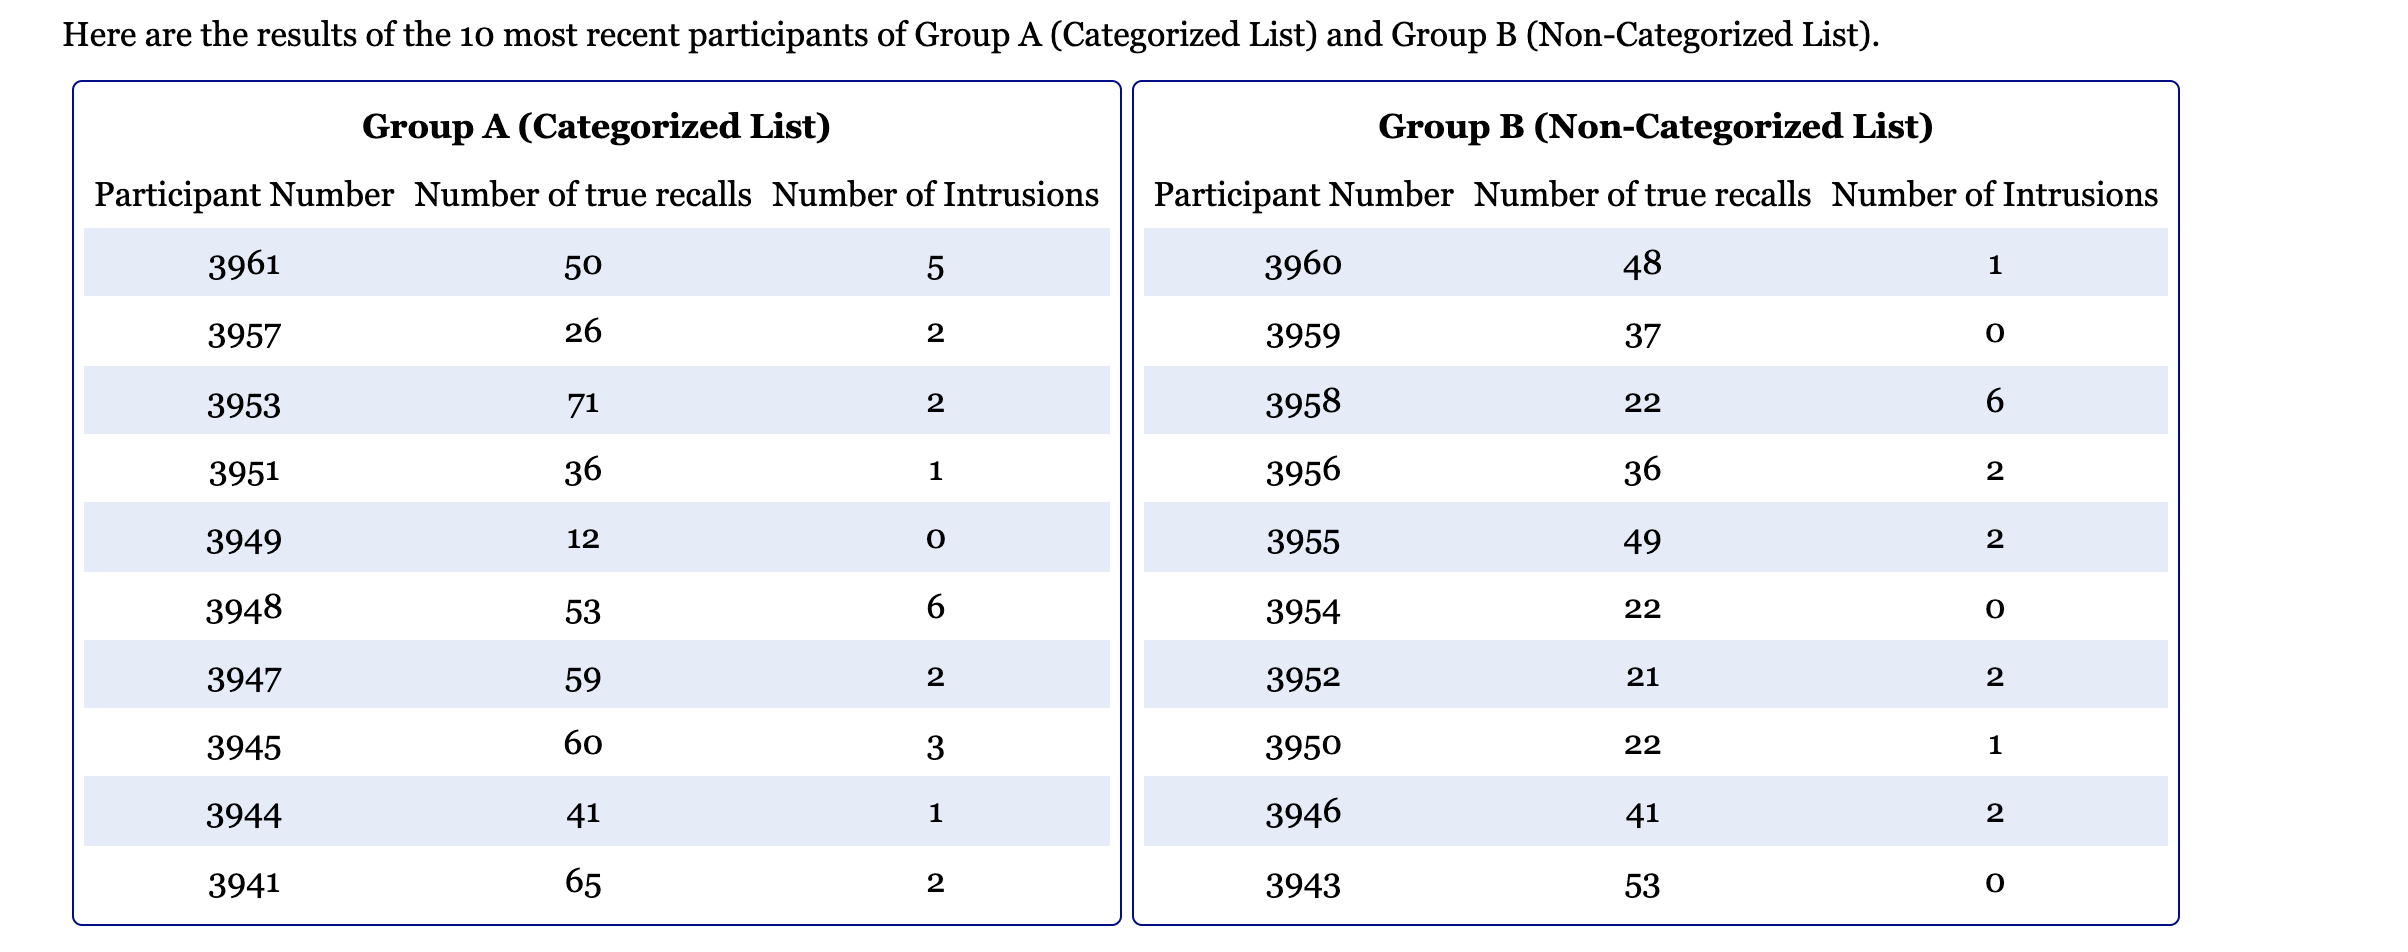 Here are the results of the 10 most recent participants of Group A (Categorized List) and Group B (Non-Categorized List).
Group A (Categorized List)
Participant Number Number of true recalls Number of Intrusions
3961 50 5
3957 26 2
3953 71 2
3951 36 1
3949 12 0
3948 53 6
3947 59 2
3945 60 3
3944 41 1
3941 65 2
Group B (Non-Categorized List)
Participant Number Number of true recalls Number of Intrusions
3960 48 1
3959 37 0
3958 22 6
3956 36 2
3955 49 2
3954 22 0
3952 21 2
3950 22 1
3946 41 2
3943 53 0